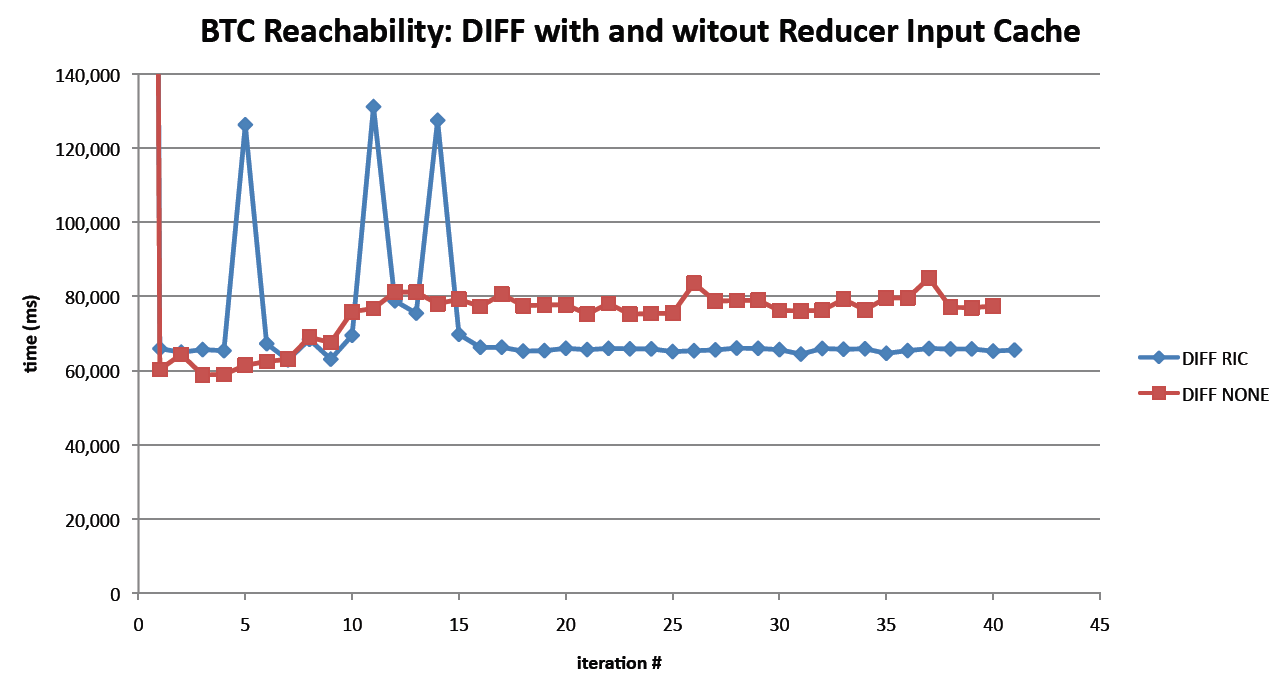 BTC Reachability: DIFF with and witout Reducer Input Cache
140,000
120,000
100,000
80,000
60,000
40,000
20,000
0
time (ms)
0 5 10 15 20 25 30 35 40 45
iteration #
DIFF RIC
DIFF NONE